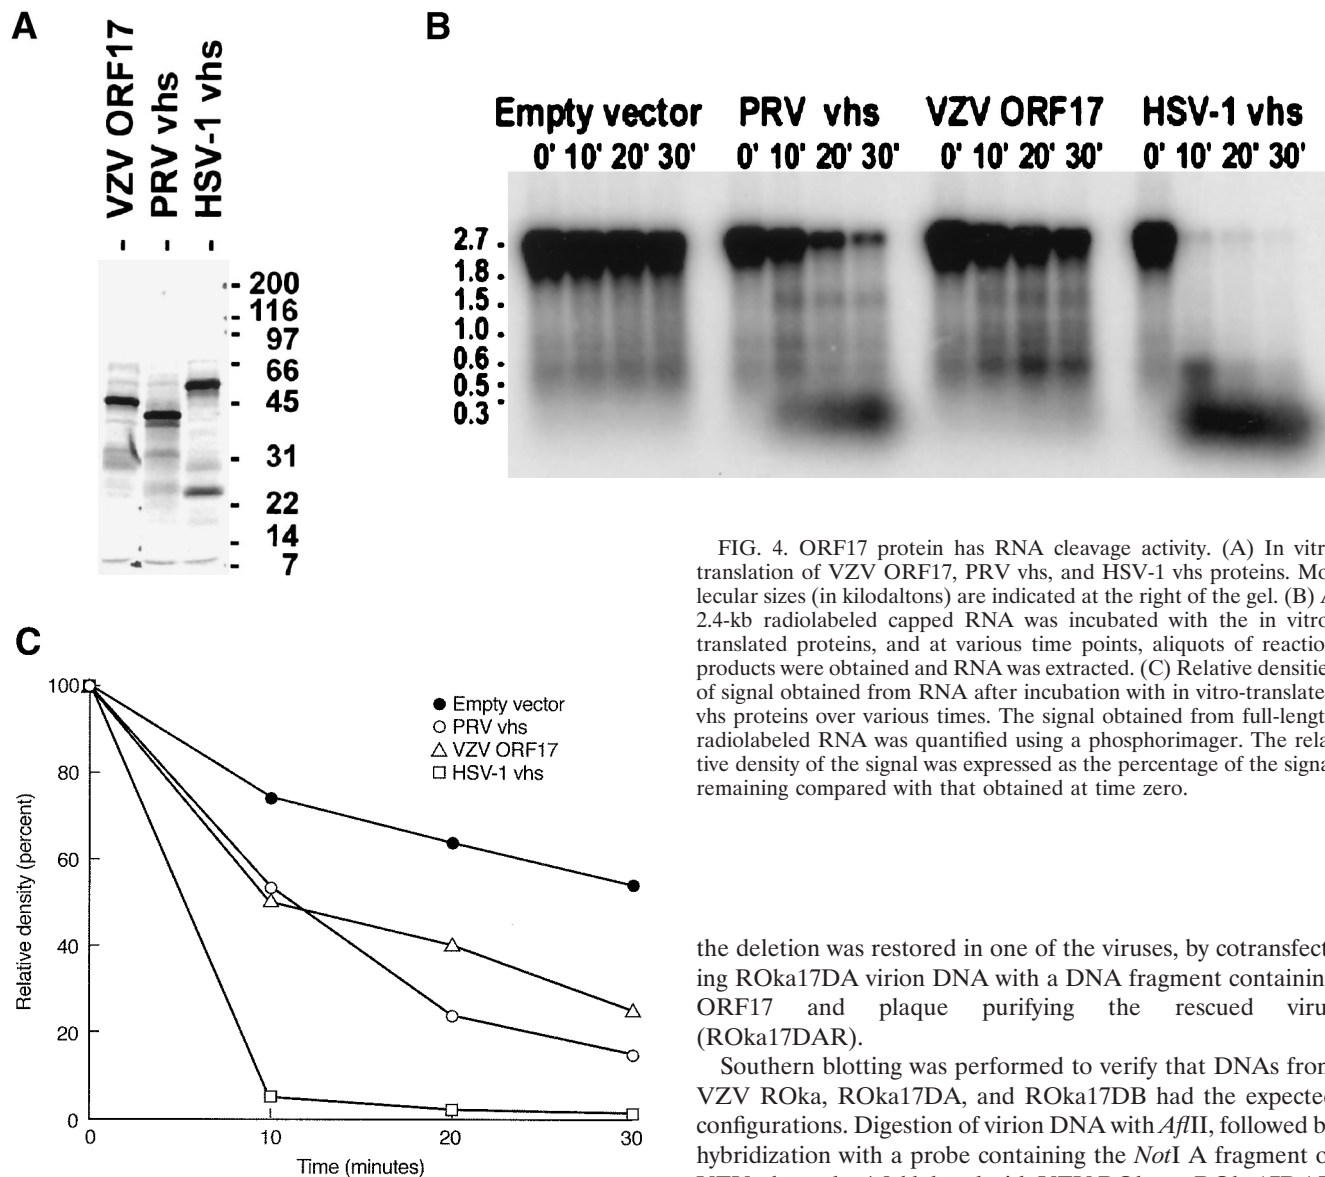 A
VZV ORF17
PRV vhs
HSV-1 vhs
200
116
97
66
45
31
22
14
7
B
Empty vector PRV vhs VZV ORF17 HSV-1 vhs
0' 10' 20' 30' 0' 10' 20' 30' 0' 10' 20' 30' 0' 10' 20' 30'
2.7
1.8
1.5
1.0
0.6
0.5
0.3
FIG. 4. ORF17 protein has RNA cleavage activity. (A) In vitr
translation of VZV ORF17, PRV vhs, and HSV-1 vhs proteins. Mo
lecular sizes (in kilodaltons) are indicated at the right of the gel. (B)
2.4-kb radiolabeled capped RNA was incubated with the in vitro
translated proteins, and at various time points, aliquots of reactio
products were obtained and RNA was extracted. (C) Relative densitie
of signal obtained from RNA after incubation with in vitro-translate
vhs proteins over various times. The signal obtained from full-lengt
radiolabeled RNA was quantified using a phosphorimager. The rela
tive density of the signal was expressed as the percentage of the signa
remaining compared with that obtained at time zero.
C
Relative density (percent)
100
80
60
40
20
0
0 10 20 30
Time (minutes)
Empty vector
PRV vhs
VZV ORF17
HSV-1 vhs
the deletion was restored in one of the viruses, by cotransfect
ing ROka17DA virion DNA with a DNA fragment containin
ORF17 and plaque purifying the rescued viru
(ROka17DAR).
Southern blotting was performed to verify that DNAs from
VZV ROka, ROka17DA, and ROka17DB had the expecte
configurations. Digestion of virion DNA with AflII, followed b
hybridization with a probe containing the NotI A fragment o